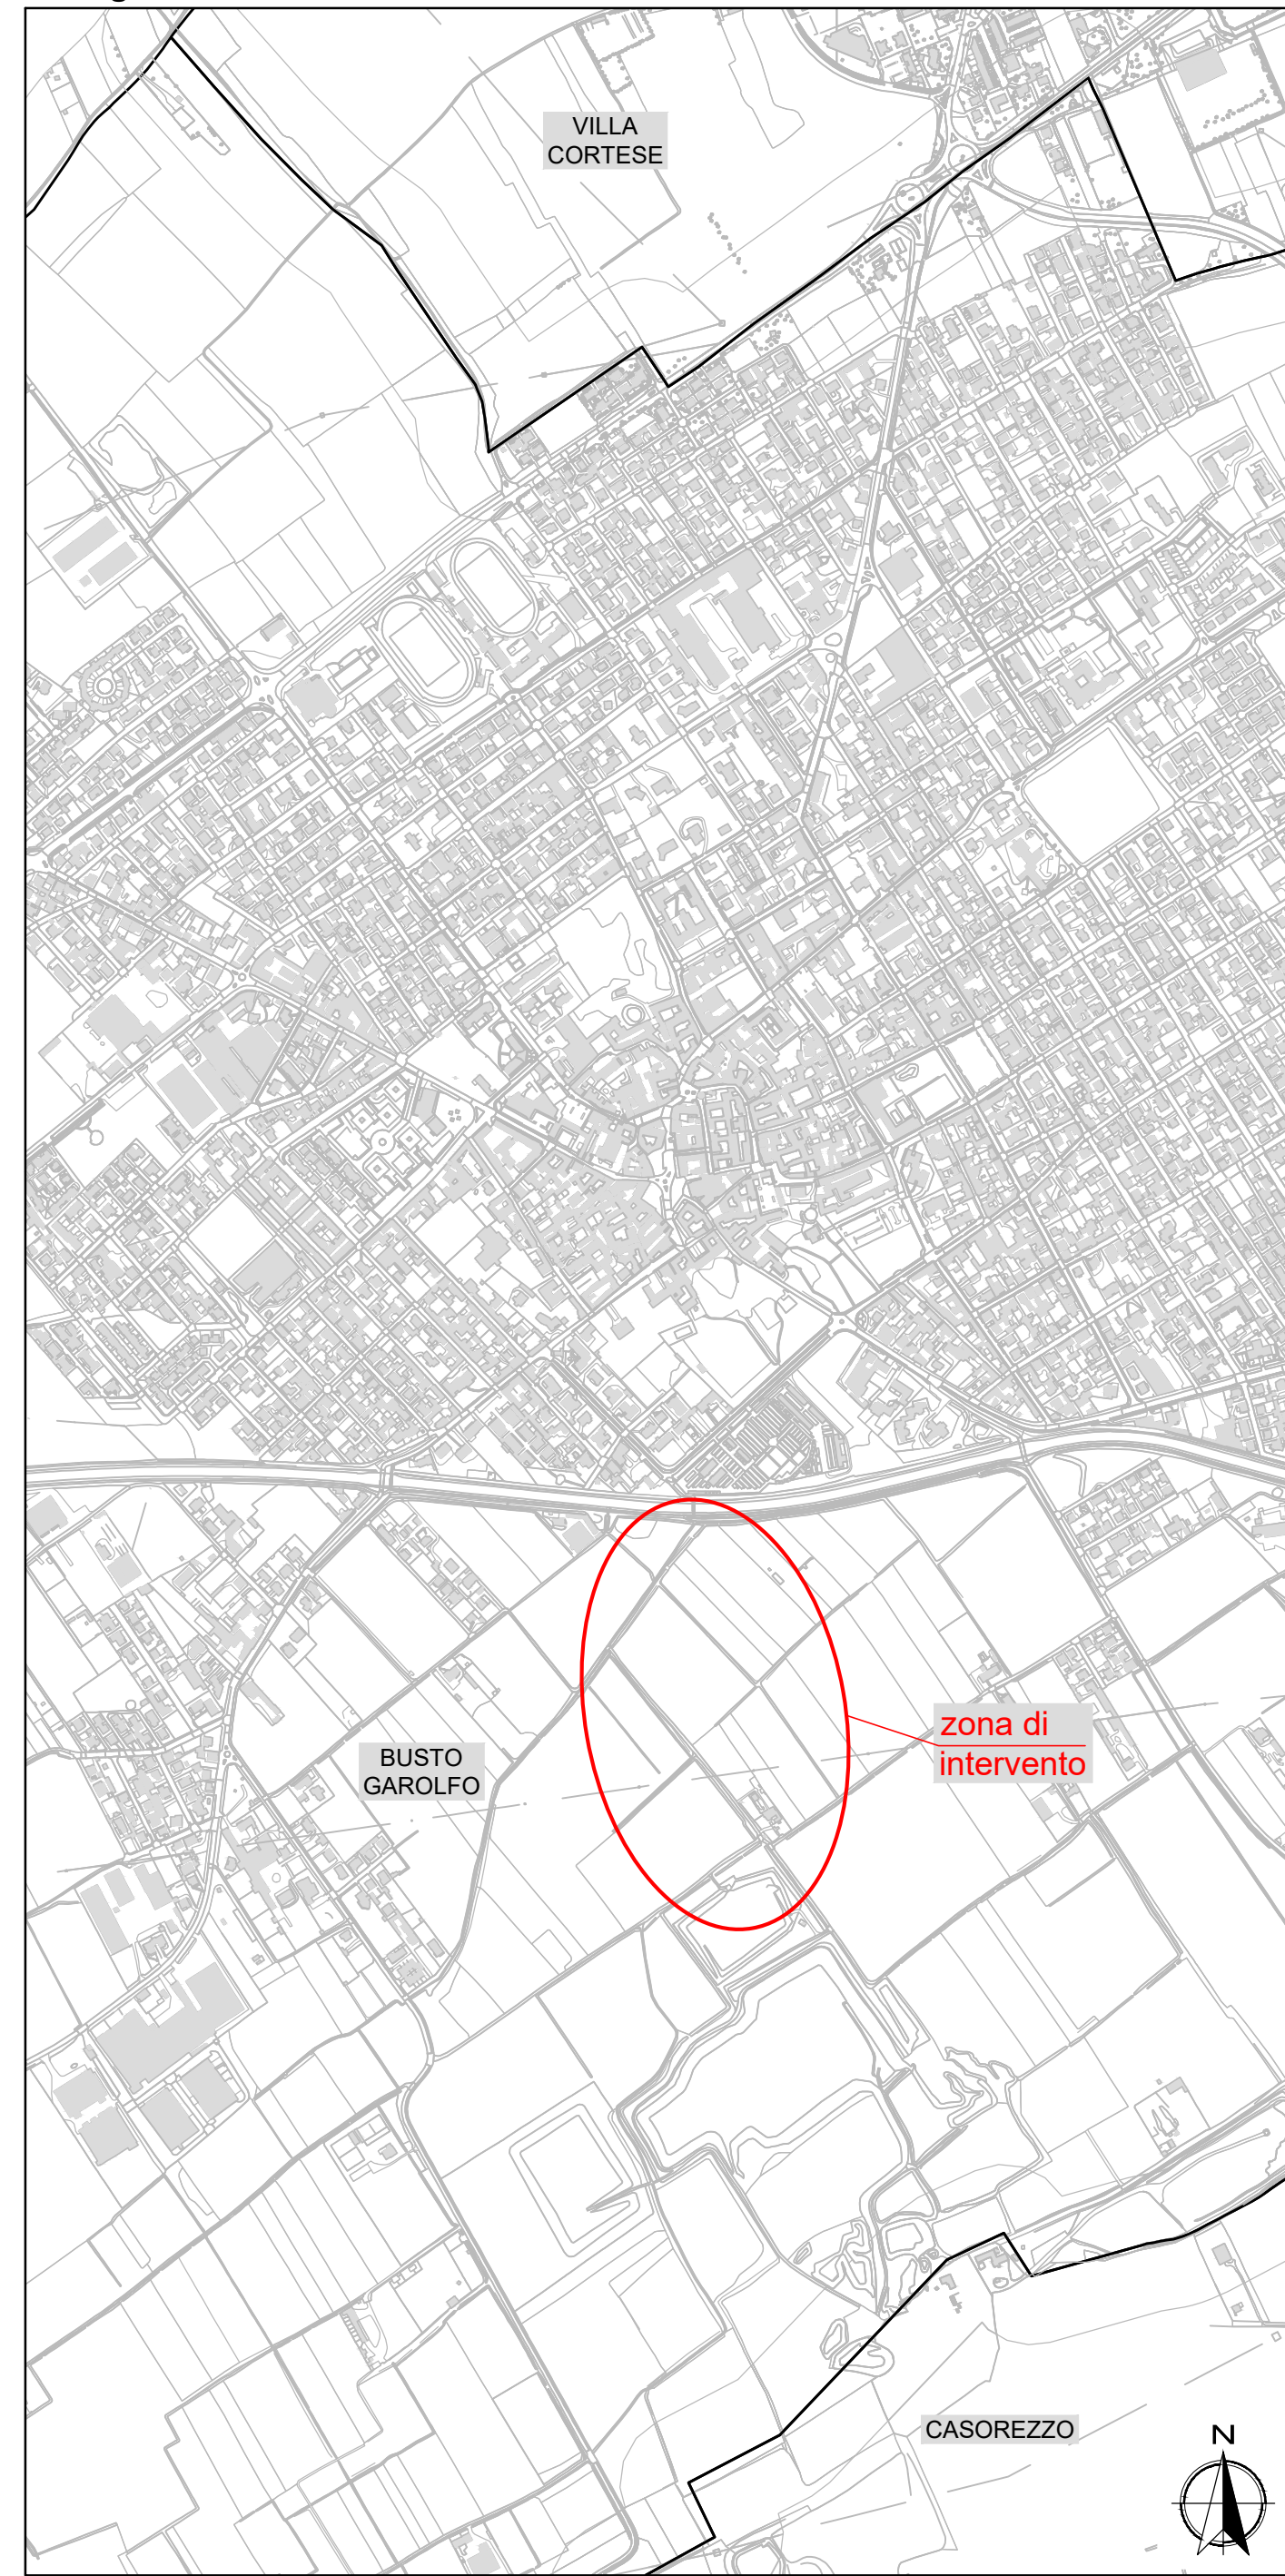 VILLA
CORTESE
zona di
intervento
BUSTO
GAROLFO
CASOREZZO
N